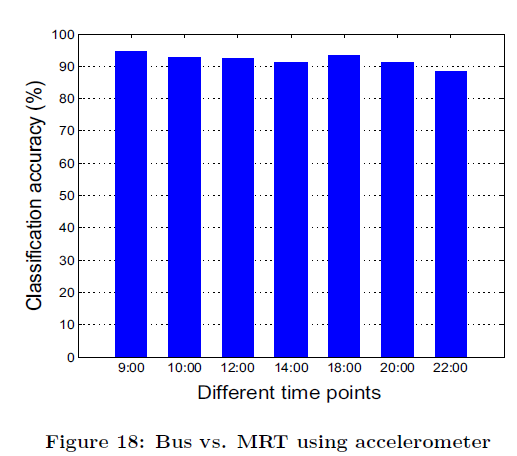 100
90
80
70
60
50
40
30
20
10
0
Classification accuracy (%)
9:00 10:00 12:00 14:00 18:00 20:00 22:00
Different time points
Figure 18: Bus vs. MRT using accelerometer